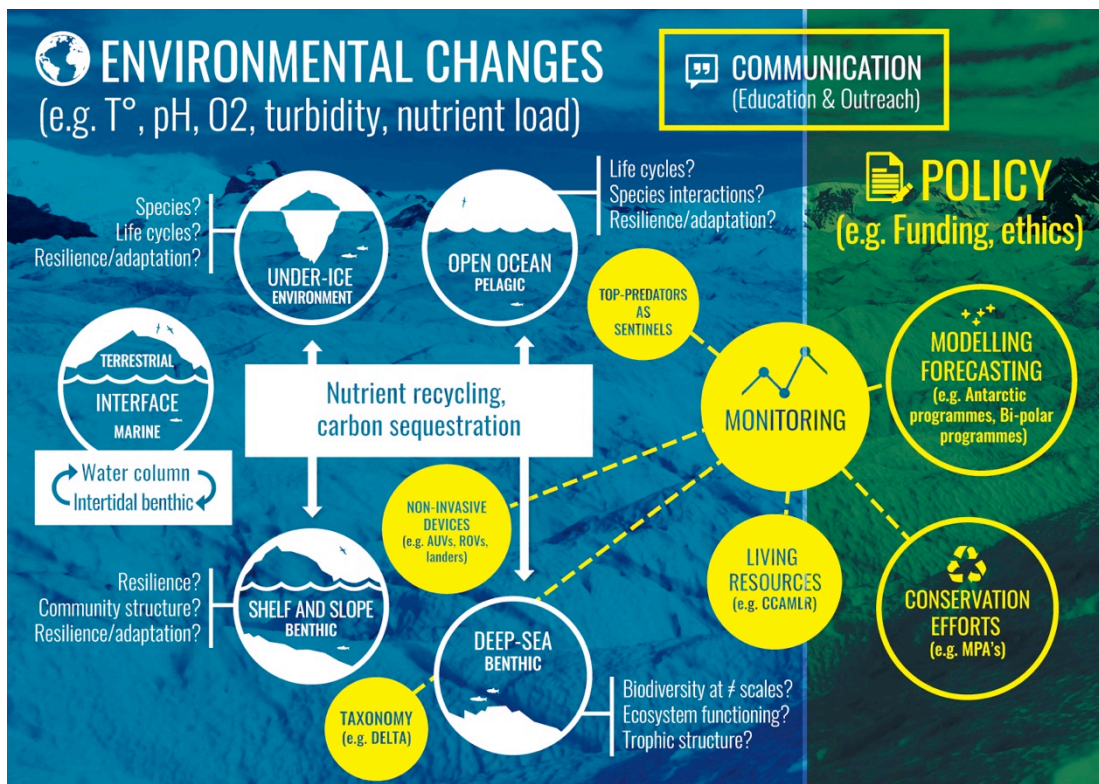 ENVIRONMENTAL CHANGES
(e.g. T°, pH, O2, turbidity, nutrient load)
COMMUNICATION
(Education & Outreach)
POLICY
(e.g. Funding, ethics)
Species?
Life cycles?
Resilience/adaptation?
UNDER-ICE
ENVIRONMENT
Life cycles?
Species interactions?
Resilience/adaptation?
OPEN OCEAN
PELAGIC
TOP-PREDATORS
AS
SENTINELS
TERRESTRIAL
INTERFACE
MARINE
Water column
Intertidal benthic
Nutrient recycling,
carbon sequestration
MONITORING
MODELLING
FORECASTING
(e.g. Antarctic
programmes, Bi-polar
programmes)
NON-INVASIVE
DEVICES
(e.g. AUVs, ROVs,
landers)
LIVING
RESOURCES
(e.g. CCAMLR)
CONSERVATION
EFFORTS
(e.g. MPA's)
Resilience?
Community structure?
Resilience/adaptation?
SHELF AND SLOPE
BENTHIC
DEEP-SEA
BENTHIC
TAXONOMY
(e.g. DELTA)
Biodiversity at ≠ scales?
Ecosystem functioning?
Trophic structure?